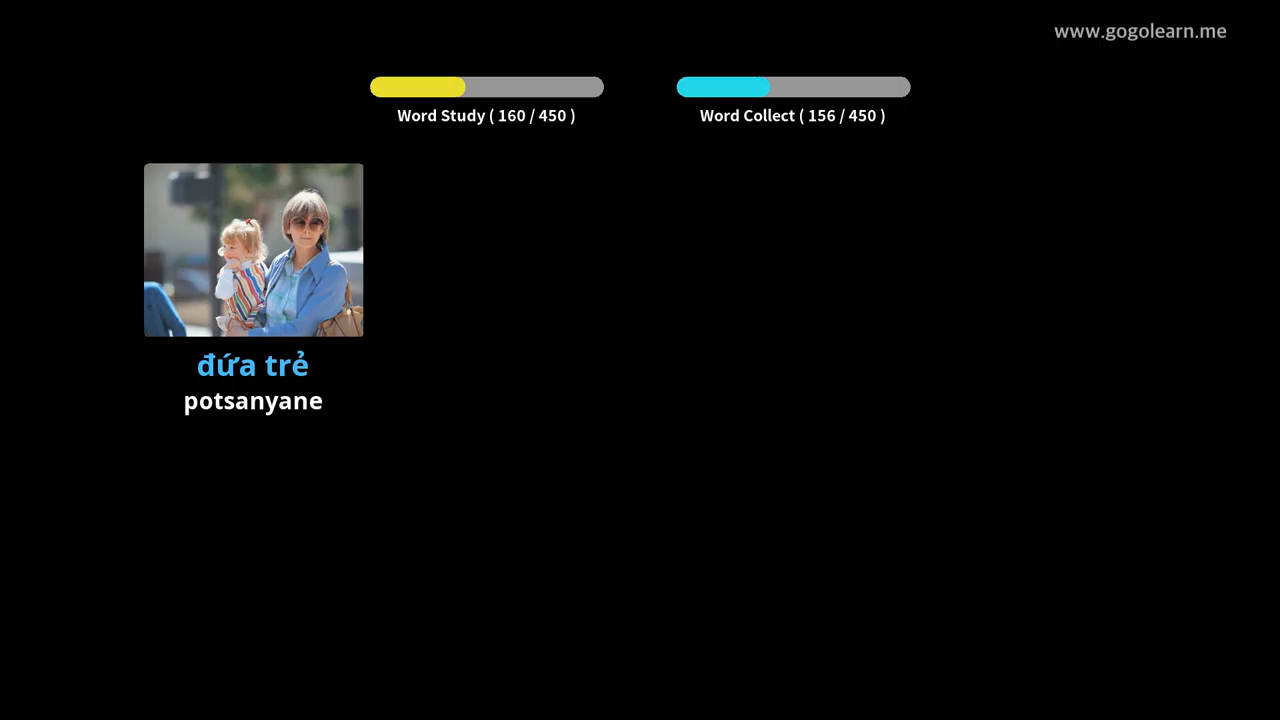 www.gogolearn.me
Word Study ( 160 / 450 )
Word Collect ( 156 / 450 )
đứa trẻ
potsanyane